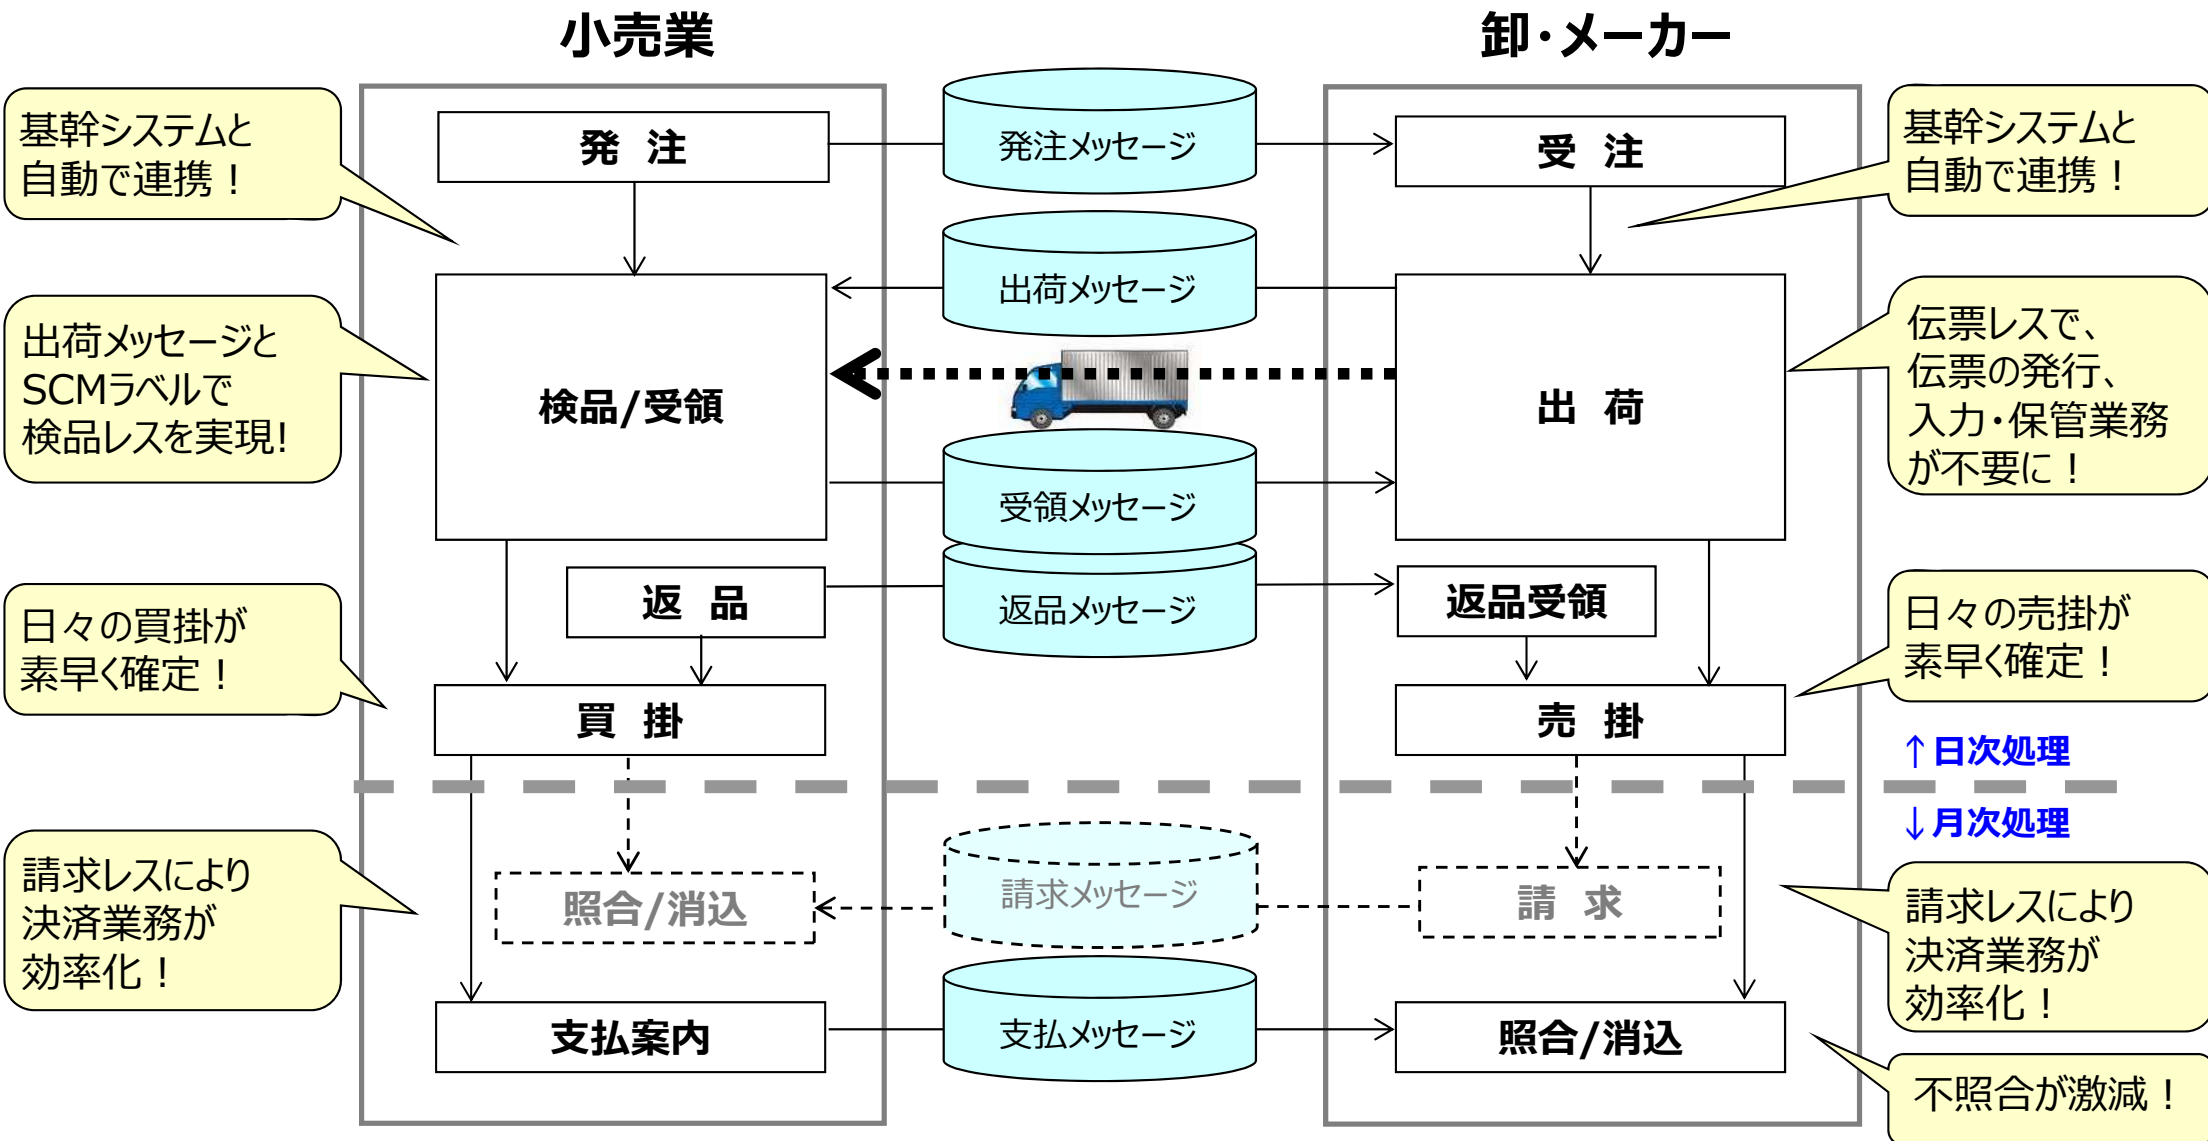 小売業
卸・メーカー
基幹システムと
自動で連携！
発 注
発注メッセージ
受 注
基幹システムと
自動で連携！
出荷メッセージ
出荷メッセージと
SCMラベルで
検品レスを実現!
検品/受領
出 荷
伝票レスで、
伝票の発行、
入力・保管業務
が不要に！
受領メッセージ
返 品
返品メッセージ
返品受領
日々の買掛が
素早く確定！
日々の売掛が
素早く確定！
買 掛
売 掛
↑日次処理
↓月次処理
請求レスにより
決済業務が
効率化！
照合/消込
請求メッセージ
請 求
請求レスにより
決済業務が
効率化！
支払案内
支払メッセージ
照合/消込
不照合が激減！